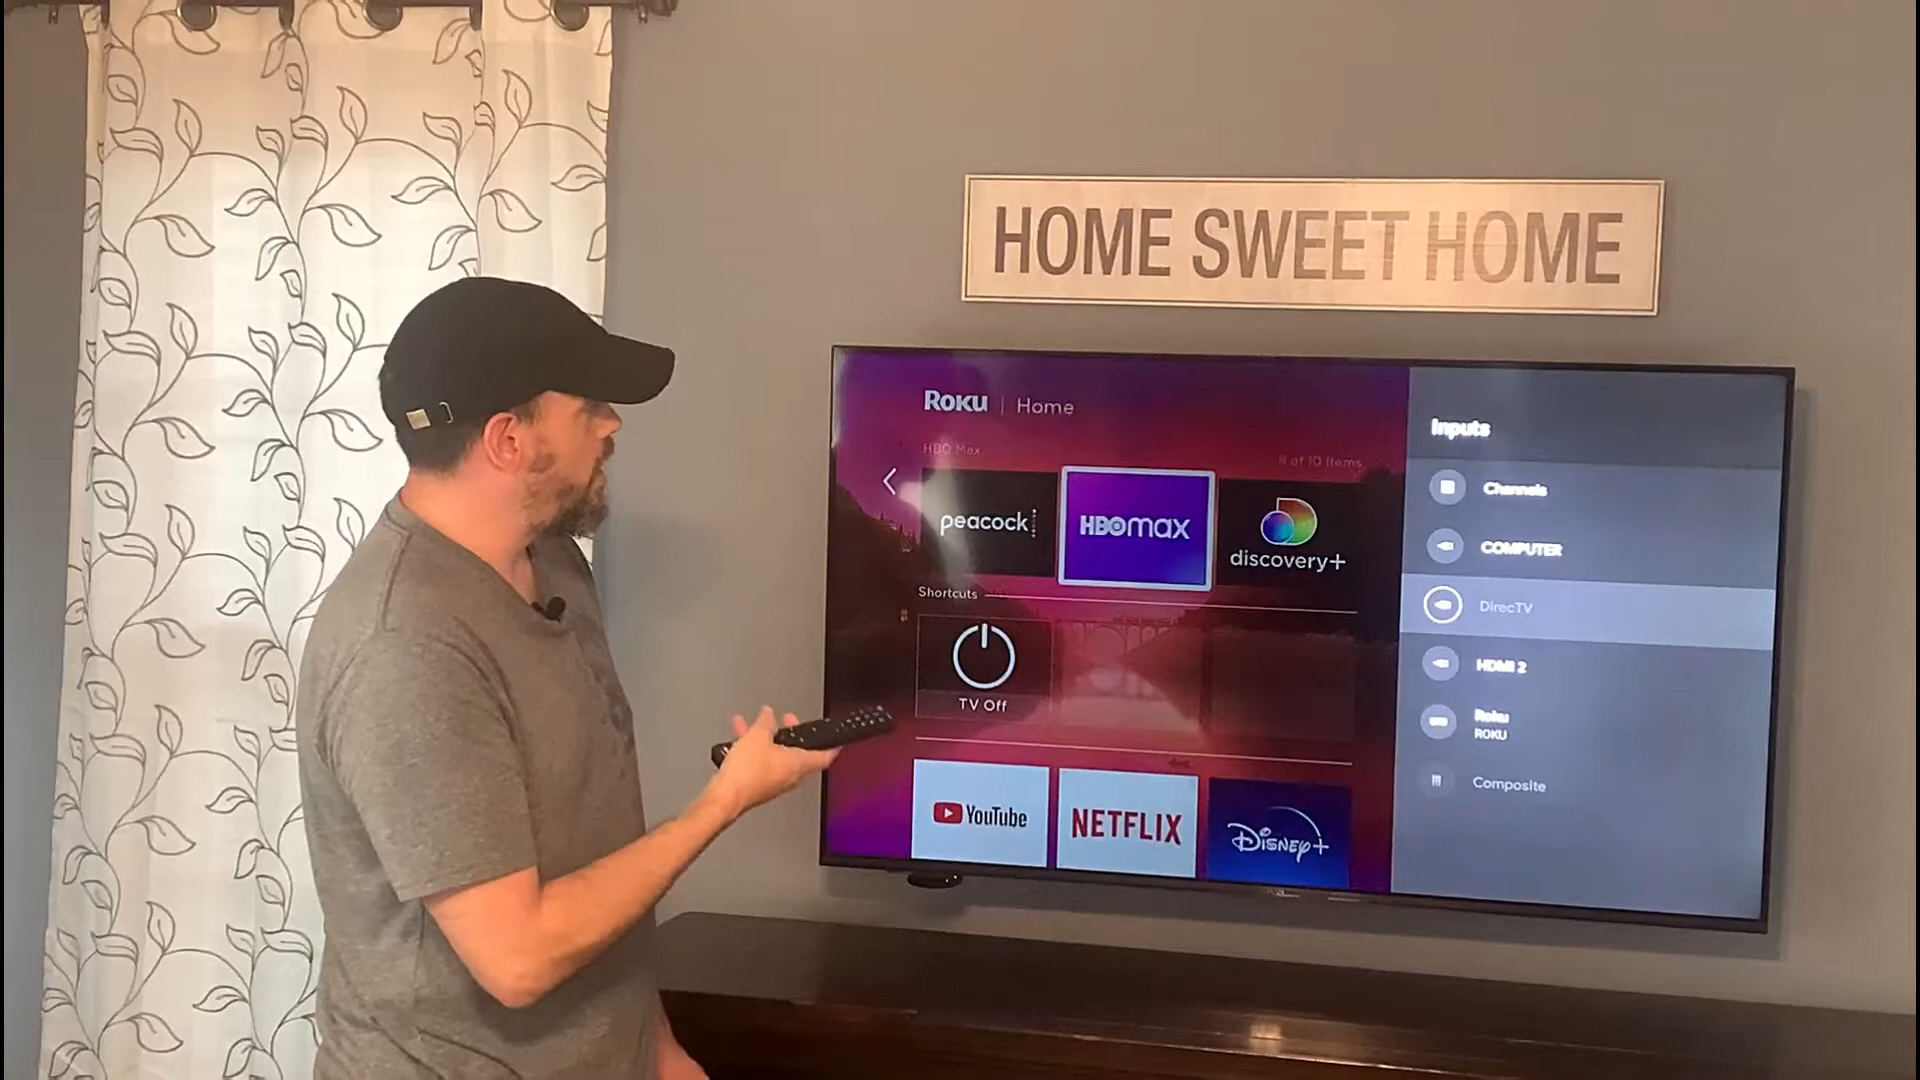 HOME SWEET HOME
Roku | Home
HBO Max
8 of 10 items
peacock
HBOmax
discovery+
Shortcuts
TV Off
YouTube
NETFLIX
Disney+
Inputs
Channels
COMPUTER
DirecTV
HDMI 2
Roku
ROKU
Composite